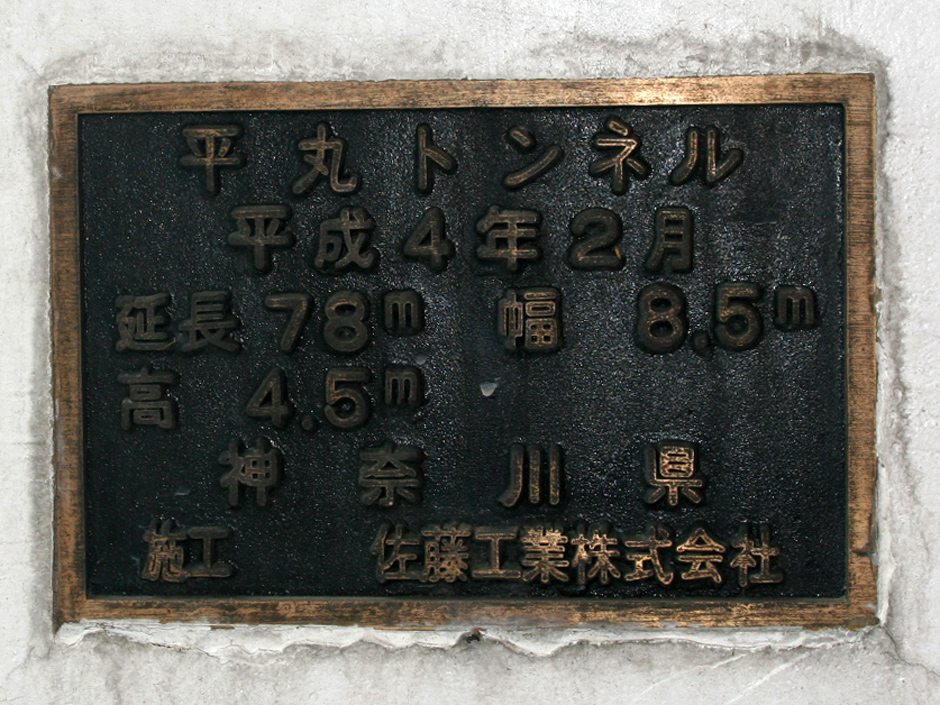 平丸トンネル
平成4年2月
延長78m 幅 8.5m
高 4.5m
神奈川県
施工 佐藤工業株式会社